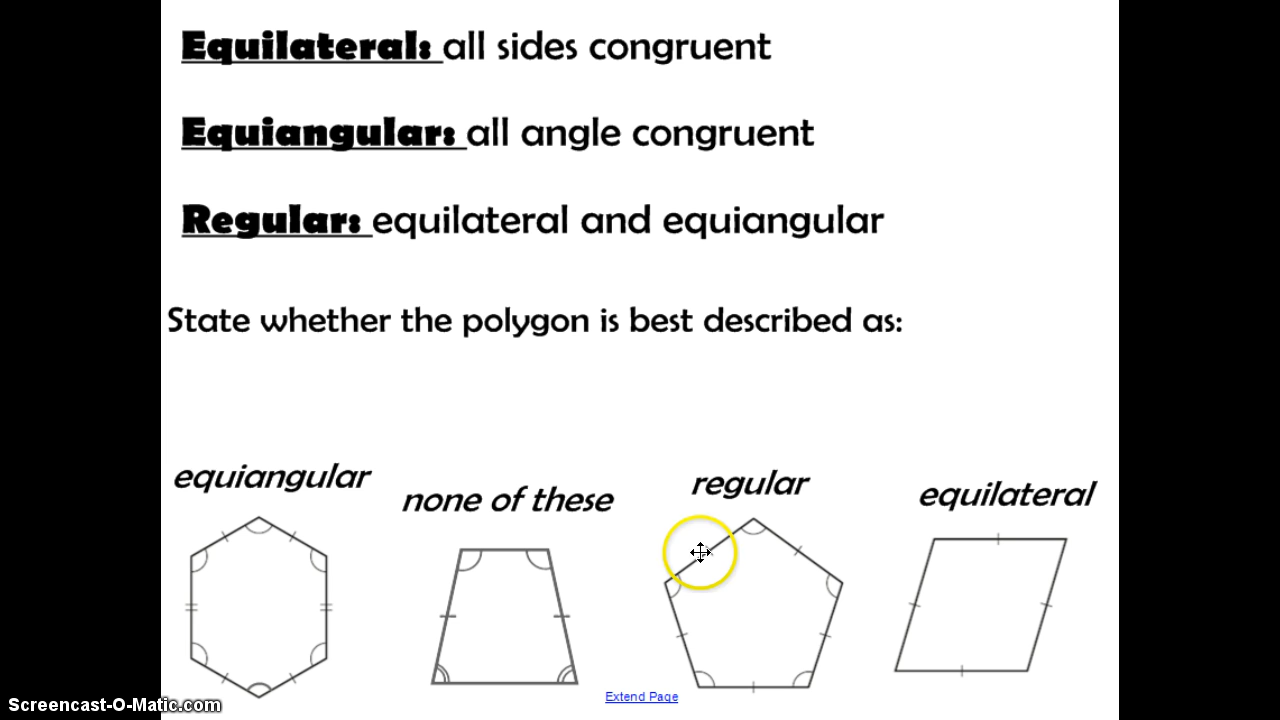 Equilateral: all sides congruent
Equiangular: all angle congruent
Regular: equilateral and equiangular
State whether the polygon is best described as:
equiangular
none of these
regular
equilateral
Extend Page
Screencast-O-Matic.com